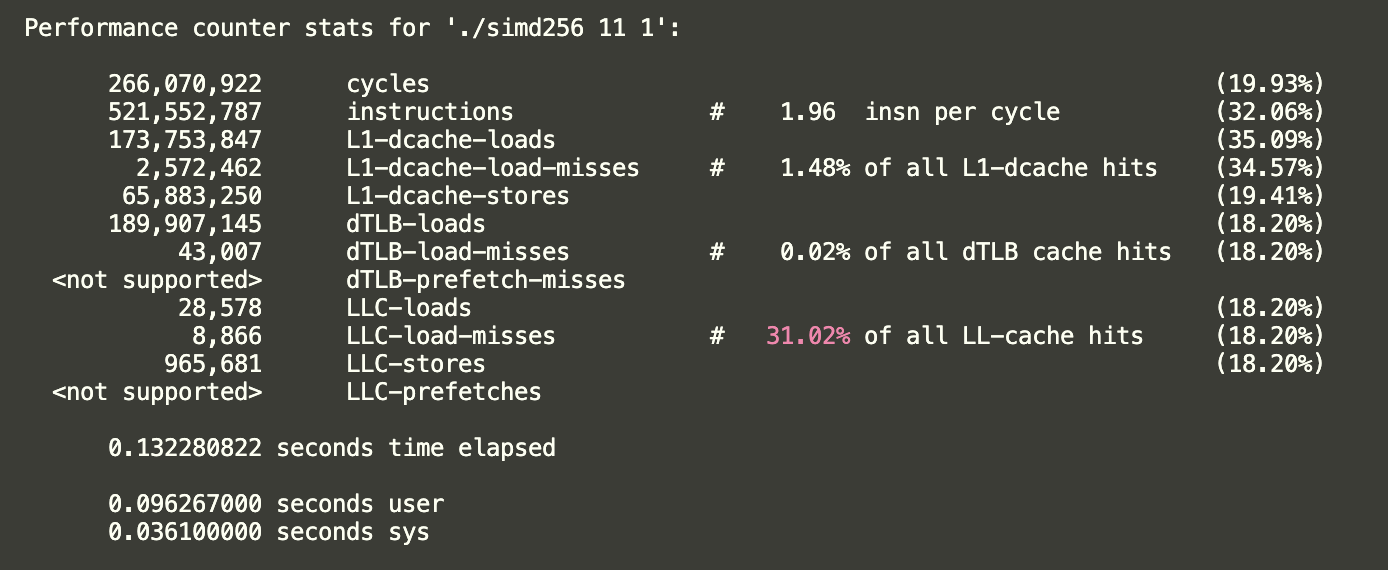 Performance counter stats for './simd256 11 1':
266,070,922 cycles (19.93%)
521,552,787 instructions # 1.96 insn per cycle (32.06%)
173,753,847 L1-dcache-loads (35.09%)
2,572,462 L1-dcache-load-misses # 1.48% of all L1-dcache hits (34.57%)
65,883,250 L1-dcache-stores (19.41%)
189,907,145 dTLB-loads (18.20%)
43,007 dTLB-load-misses # 0.02% of all dTLB cache hits (18.20%)
<not supported> dTLB-prefetch-misses
28,578 LLC-loads (18.20%)
8,866 LLC-load-misses # 31.02% of all LL-cache hits (18.20%)
965,681 LLC-stores (18.20%)
<not supported> LLC-prefetches
0.132280822 seconds time elapsed
0.096267000 seconds user
0.036100000 seconds sys